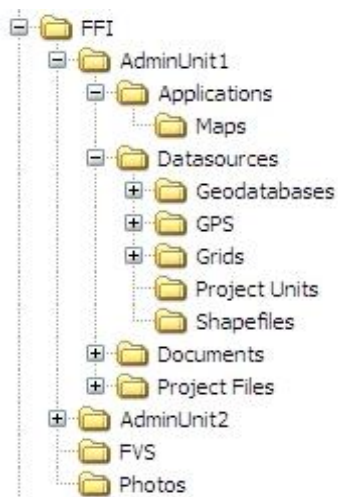 FFI
AdminUnit1
Applications
Maps
Datasources
Geodatabases
GPS
Grids
Project Units
Shapefiles
Documents
Project Files
AdminUnit2
FVS
Photos